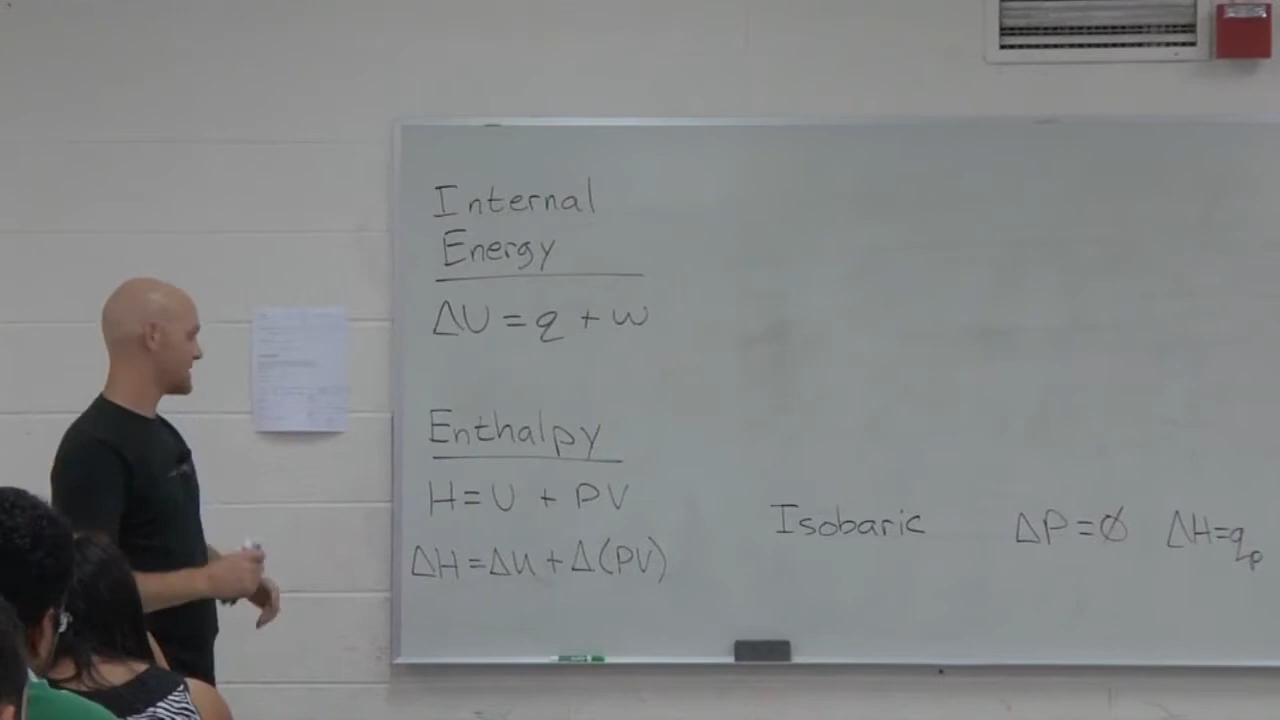 Internal
Energy
ΔU = q + w
Enthalpy
H = U + PV
ΔH = ΔU + Δ(PV)
Isobaric ΔP = ∅ ΔH = qₚ